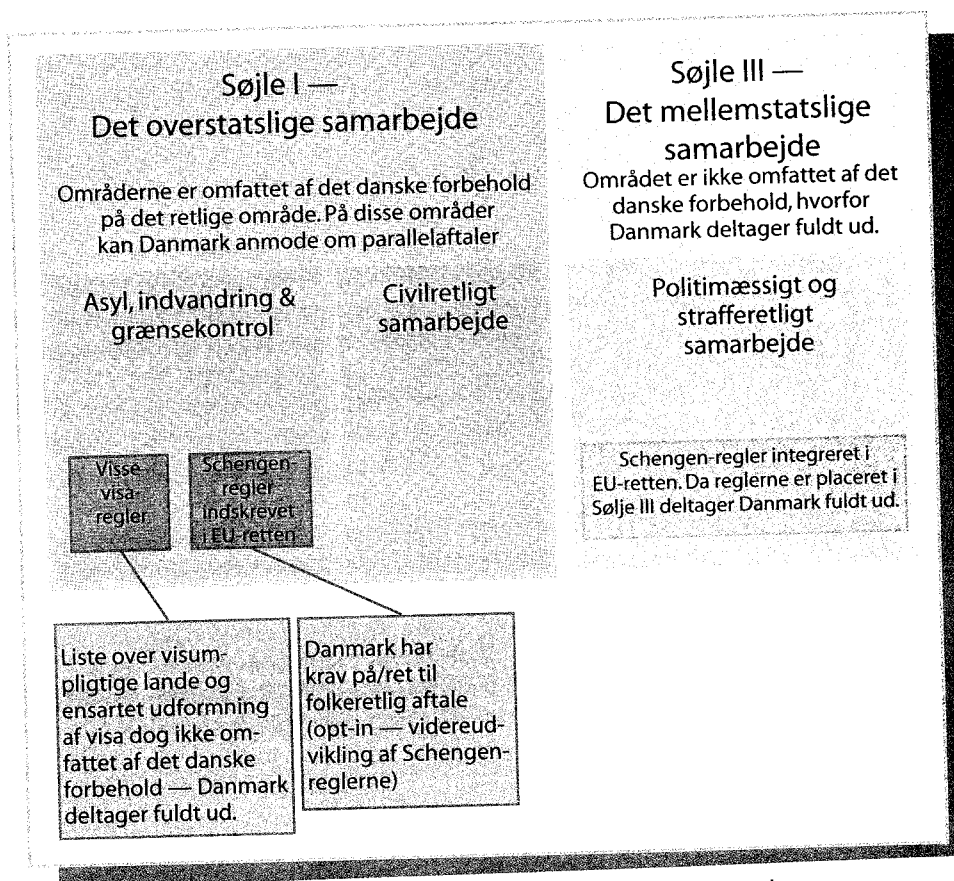 Søjle I —
Det overstatslige samarbejde
Områderne er omfattet af det danske forbehold
på det retlige område. På disse områder
kan Danmark anmode om parallelaftaler
Asyl, indvandring &
grænsekontrol
Civilretligt
samarbejde
Visse
visa-
regler
Schengen-
regler
indskrevet
i EU-retten
Liste over visum-
pligtige lande og
ensartet udformning
af visa dog ikke om-
fattet af det danske
forbehold — Danmark
deltager fuldt ud.
Danmark har
krav på/ret til
folkeretlig aftale
(opt-in — videreud-
vikling af Schengen-
reglerne)
Søjle III —
Det mellemstatslige
samarbejde
Området er ikke omfattet af det
danske forbehold, hvorfor
Danmark deltager fuldt ud.
Politimæssigt og
strafferetligt
samarbejde
Schengen-regler integreret i
EU-retten. Da reglerne er placeret i
Sølje III deltager Danmark fuldt ud.